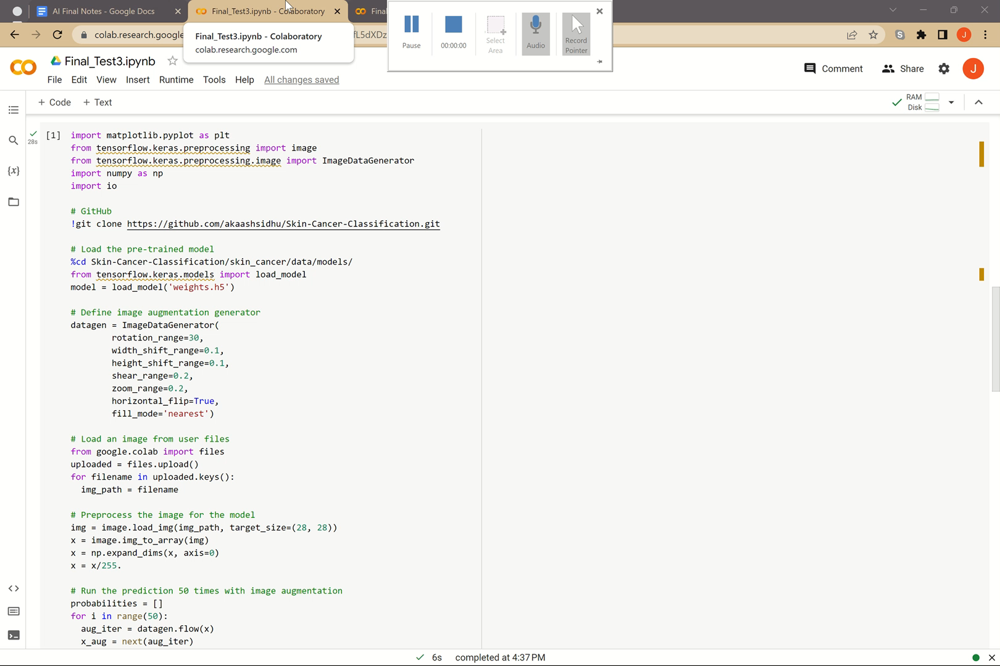 AI Final Notes - Google Docs
Final_Test3.ipynb - Colaboratory
Final
colab.research.google
fL5dXDz
Final_Test3.ipynb - Colaboratory
colab.research.google.com
Pause
00:00:00
Select
Area
Audio
Record
Pointer
J
Final_Test3.ipynb
Comment
Share
J
File Edit View Insert Runtime Tools Help All changes saved
+ Code + Text
RAM
Disk
28s
[1]
import matplotlib.pyplot as plt
from tensorflow.keras.preprocessing import image
from tensorflow.keras.preprocessing.image import ImageDataGenerator
import numpy as np
import io
# GitHub
!git clone https://github.com/akaashsidhu/Skin-Cancer-Classification.git
# Load the pre-trained model
%cd Skin-Cancer-Classification/skin_cancer/data/models/
from tensorflow.keras.models import load_model
model = load_model('weights.h5')
# Define image augmentation generator
datagen = ImageDataGenerator(
rotation_range=30,
width_shift_range=0.1,
height_shift_range=0.1,
shear_range=0.2,
zoom_range=0.2,
horizontal_flip=True,
fill_mode='nearest')
# Load an image from user files
from google.colab import files
uploaded = files.upload()
for filename in uploaded.keys():
img_path = filename
# Preprocess the image for the model
img = image.load_img(img_path, target_size=(28, 28))
x = image.img_to_array(img)
x = np.expand_dims(x, axis=0)
x = x/255.
# Run the prediction 50 times with image augmentation
probabilities = []
for i in range(50):
aug_iter = datagen.flow(x)
x_aug = next(aug_iter)
6s completed at 4:37 PM